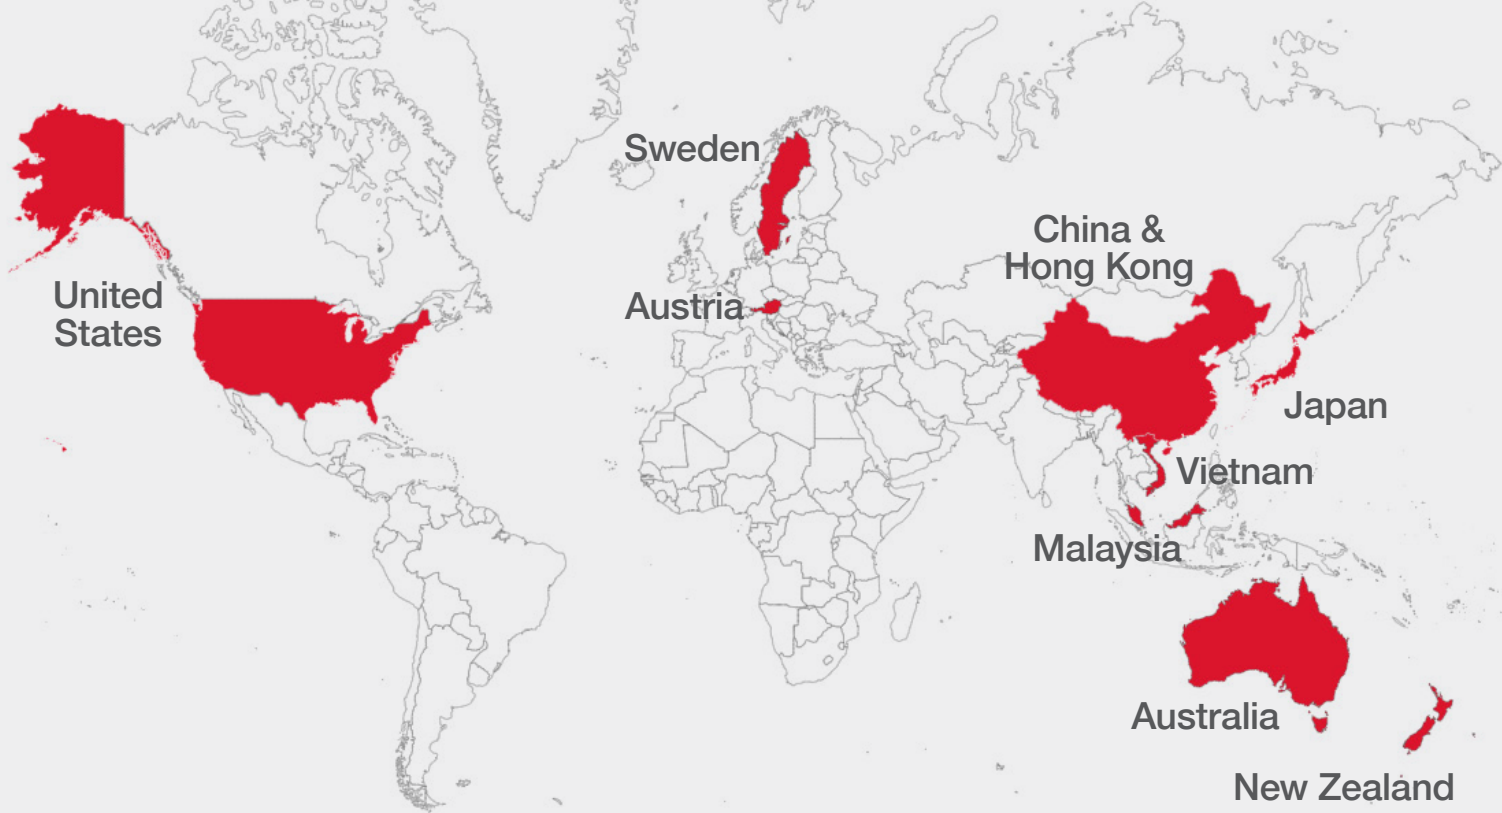 Sweden
China &
Hong Kong
United
States
Austria
Japan
Vietnam
Malaysia
Australia
New Zealand